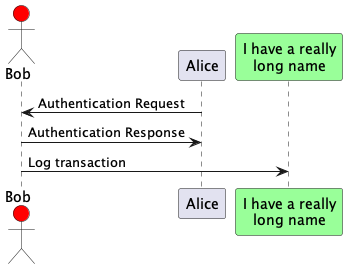 Bob
Alice
I have a really
long name
Authentication Request
Authentication Response
Log transaction
Bob
Alice
I have a really
long name